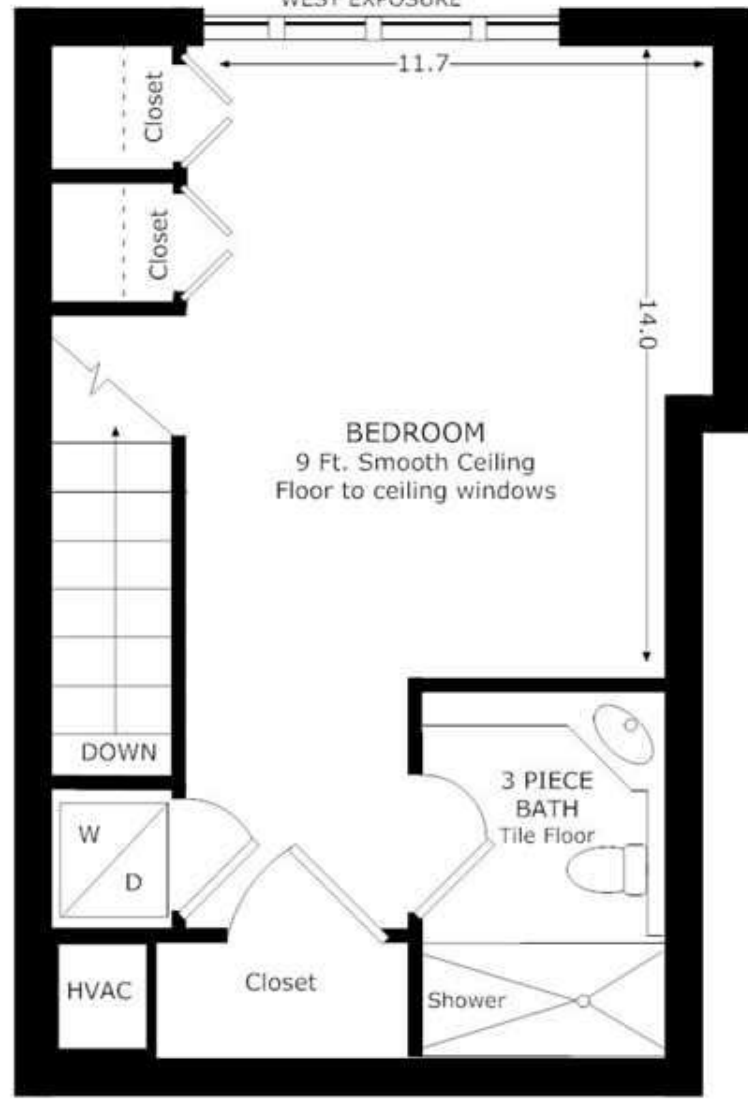 WEST EXPOSURE
11.7
Closet
Closet
14.0
BEDROOM
9 Ft. Smooth Ceiling
Floor to ceiling windows
DOWN
3 PIECE
BATH
Tile Floor
W
D
HVAC
Closet
Shower